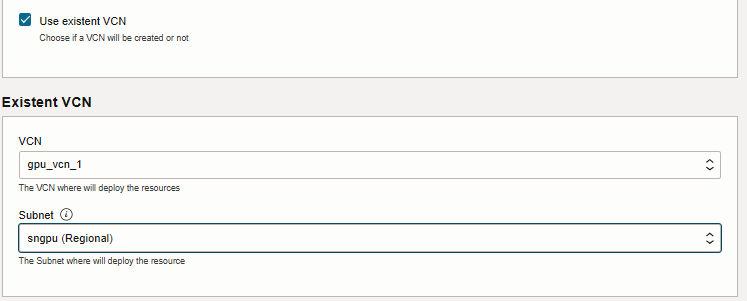 Use existent VCN
Choose if a VCN will be created or not
Existent VCN
VCN
gpu_vcn_1
The VCN where will deploy the resources
Subnet
sngpu (Regional)
The Subnet where will deploy the resource